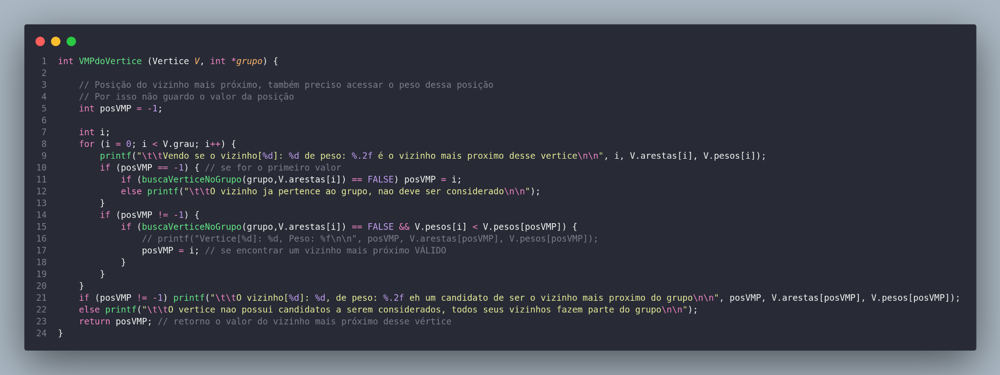 1 int VMPdoVertice (Vertice V, int *grupo) {
2
3     // Posição do vizinho mais próximo, também preciso acessar o peso dessa posição
4     // Por isso não guardo o valor da posição
5     int posVMP = -1;
6
7     int i;
8     for (i = 0; i < V.grau; i++) {
9         printf("\t\tVendo se o vizinho[%d]: %d de peso: %.2f é o vizinho mais proximo desse vertice\n\n", i, V.arestas[i], V.pesos[i]);
10         if (posVMP == -1) { // se for o primeiro valor
11             if (buscaVerticeNoGrupo(grupo,V.arestas[i]) == FALSE) posVMP = i;
12             else printf("\t\tO vizinho ja pertence ao grupo, nao deve ser considerado\n\n");
13         }
14         if (posVMP != -1) {
15             if (buscaVerticeNoGrupo(grupo,V.arestas[i]) == FALSE && V.pesos[i] < V.pesos[posVMP]) {
16                 // printf("Vertice[%d]: %d, Peso: %f\n\n", posVMP, V.arestas[posVMP], V.pesos[posVMP]);
17                 posVMP = i; // se encontrar um vizinho mais próximo VÁLIDO
18             }
19         }
20     }
21     if (posVMP != -1) printf("\t\tO vizinho[%d]: %d, de peso: %.2f eh um candidato de ser o vizinho mais proximo do grupo\n\n", posVMP, V.arestas[posVMP], V.pesos[posVMP]);
22     else printf("\t\tO vertice nao possui candidatos a serem considerados, todos seus vizinhos fazem parte do grupo\n\n");
23     return posVMP; // retorno o valor do vizinho mais próximo desse vértice
24 }